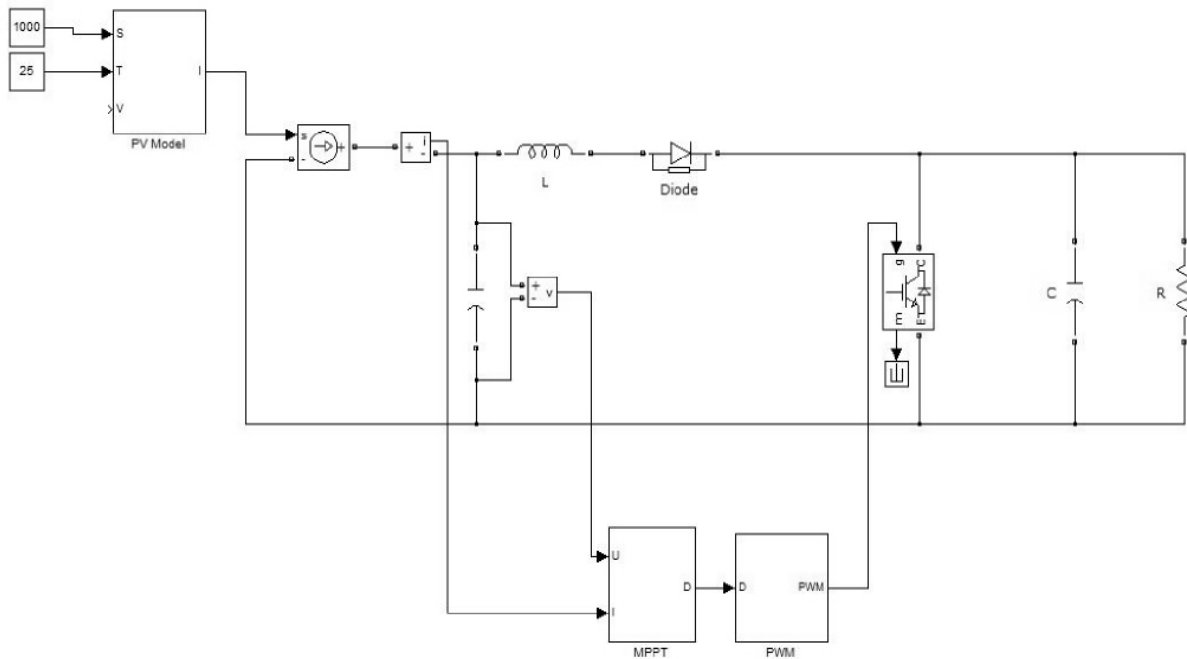 1000
S
25
T
I
V
PV Model
s
-
+
+
i
-
L
Diode
g
C
m
E
+
-
v
C
R
U
D
I
MPPT
D
PWM
PWM